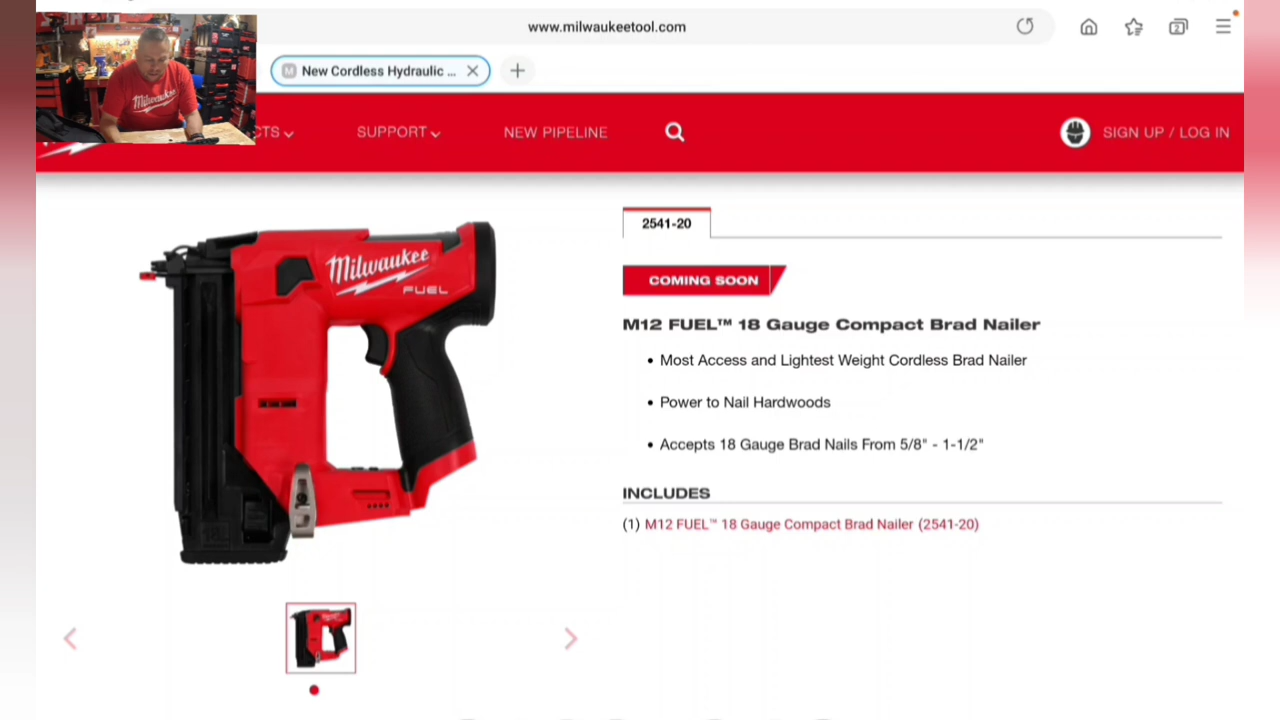 www.milwaukeetool.com
2
M New Cordless Hydraulic ...
Milwaukee
CTS
SUPPORT
NEW PIPELINE
SIGN UP / LOG IN
2541-20
Milwaukee
FUEL
COMING SOON
M12 FUEL™ 18 Gauge Compact Brad Nailer
• Most Access and Lightest Weight Cordless Brad Nailer
• Power to Nail Hardwoods
• Accepts 18 Gauge Brad Nails From 5/8" - 1-1/2"
INCLUDES
(1) M12 FUEL™ 18 Gauge Compact Brad Nailer (2541-20)